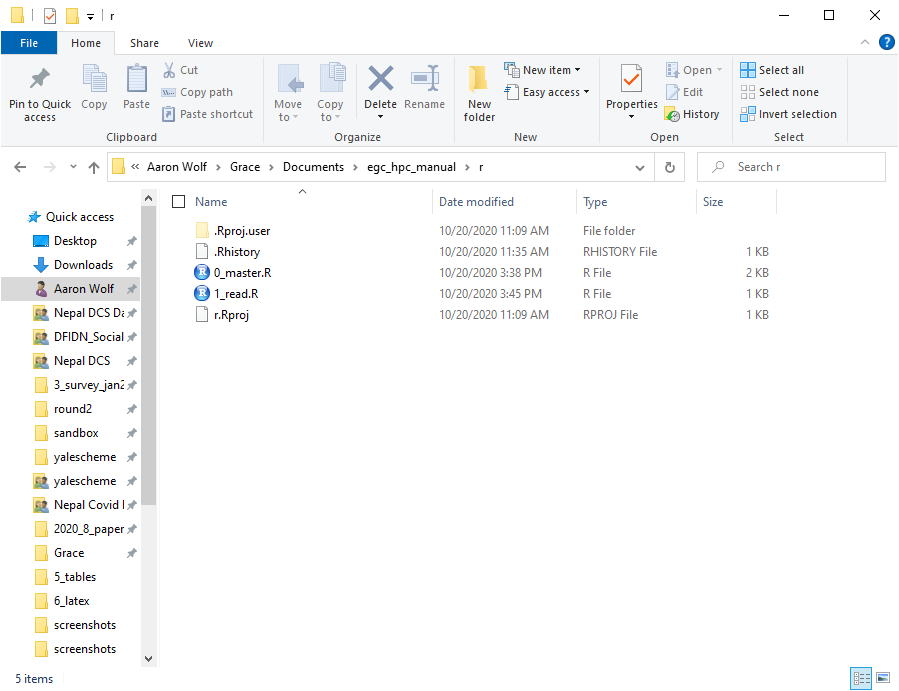 r
File Home Share View
Pin to Quick access
Copy
Paste
Cut
Copy path
Paste shortcut
Clipboard
Move to
Copy to
Delete
Rename
Organize
New folder
New item
Easy access
New
Properties
Open
Edit
History
Open
Select all
Select none
Invert selection
Select
« Aaron Wolf > Grace > Documents > egc_hpc_manual > r
Search r
Quick access
Desktop
Downloads
Aaron Wolf
Nepal DCS Da
DFIDN_Social
Nepal DCS
3_survey_jan2
round2
sandbox
yalescheme
yalescheme
Nepal Covid
2020_8_paper
Grace
5_tables
6_latex
screenshots
screenshots
Name Date modified Type Size
.Rproj.user 10/20/2020 11:09 AM File folder
.Rhistory 10/20/2020 11:35 AM RHISTORY File 1 KB
R 0_master.R 10/20/2020 3:38 PM R File 2 KB
R 1_read.R 10/20/2020 3:45 PM R File 1 KB
r.Rproj 10/20/2020 11:09 AM RPROJ File 1 KB
5 items